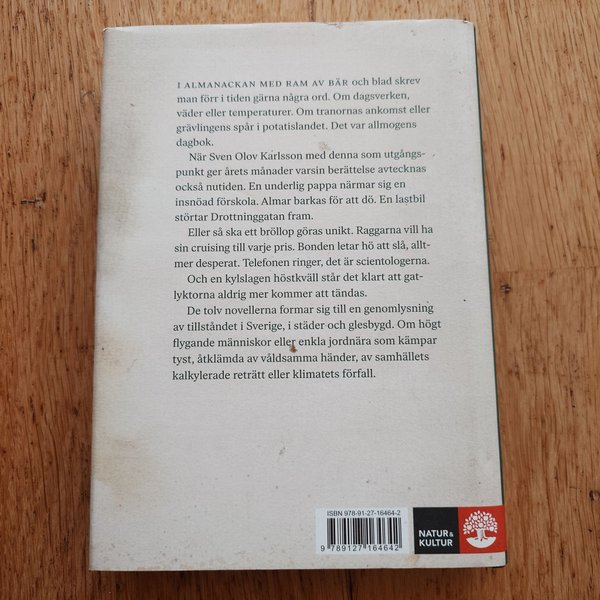 I ALMANACKAN MED RAM AV BÄR och blad skrev
man förr i tiden gärna några ord. Om dagsverken,
väder eller temperaturer. Om tranornas ankomst eller
grävlingens spår i potatislandet. Det var allmogens
dagbok.
När Sven Olov Karlsson med denna som utgångs-
punkt ger årets månader varsin berättelse avtecknas
också nutiden. En underlig pappa närmar sig en
insnöad förskola. Almar barkas för att dö. En lastbil
störtar Drottninggatan fram.
Eller så ska ett bröllop göras unikt. Raggarna vill ha
sin cruising till varje pris. Bonden letar hö att slå, allt-
mer desperat. Telefonen ringer, det är scientologerna.
Och en kylslagen höstkväll står det klart att gat-
lyktorna aldrig mer kommer att tändas.
De tolv novellerna formar sig till en genomlysning
av tillståndet i Sverige, i städer och glesbygd. Om högt
flygande människor eller enkla jordnära som kämpar
tyst, åtklämda av våldsamma händer, av samhällets
kalkylerade reträtt eller klimatets förfall.
ISBN 978-91-27-16464-2
9 789127 164642
NATUR &
KULTUR